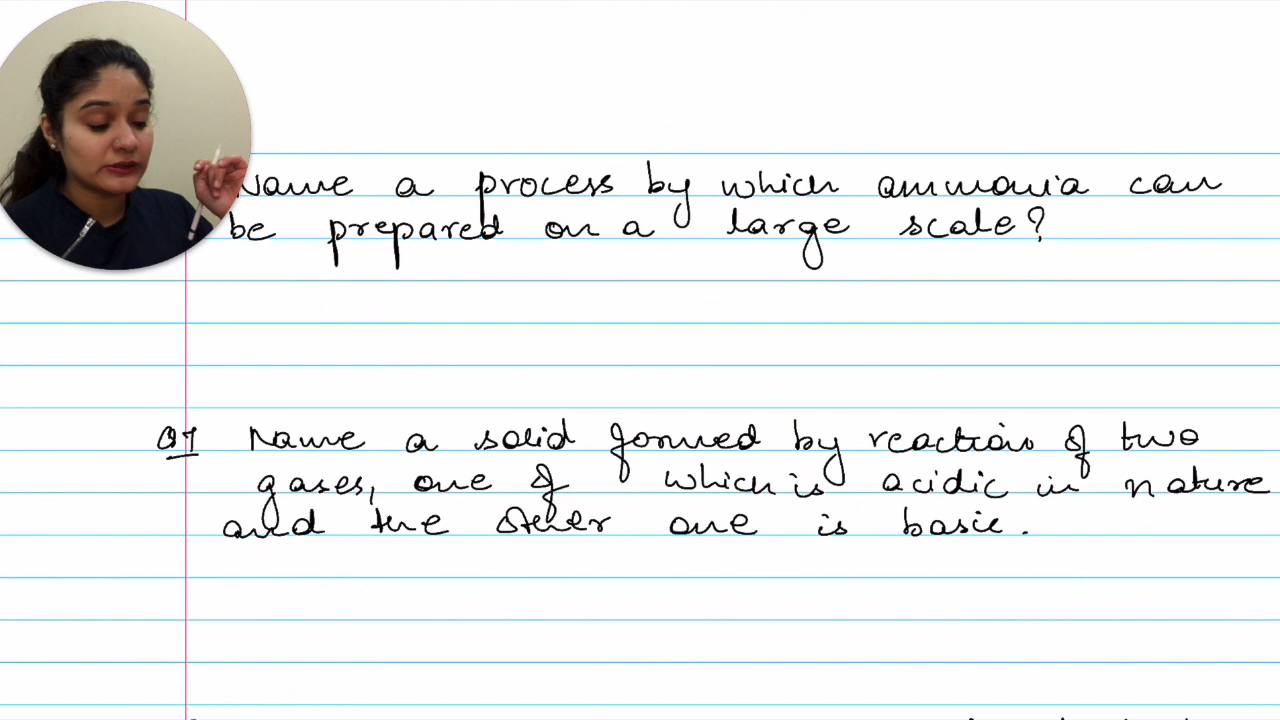 Name a process by which ammonia can
be prepared on a large scale?
Q7 Name a solid formed by reaction of two
gases, one of which is acidic in nature
and the other one is basic.